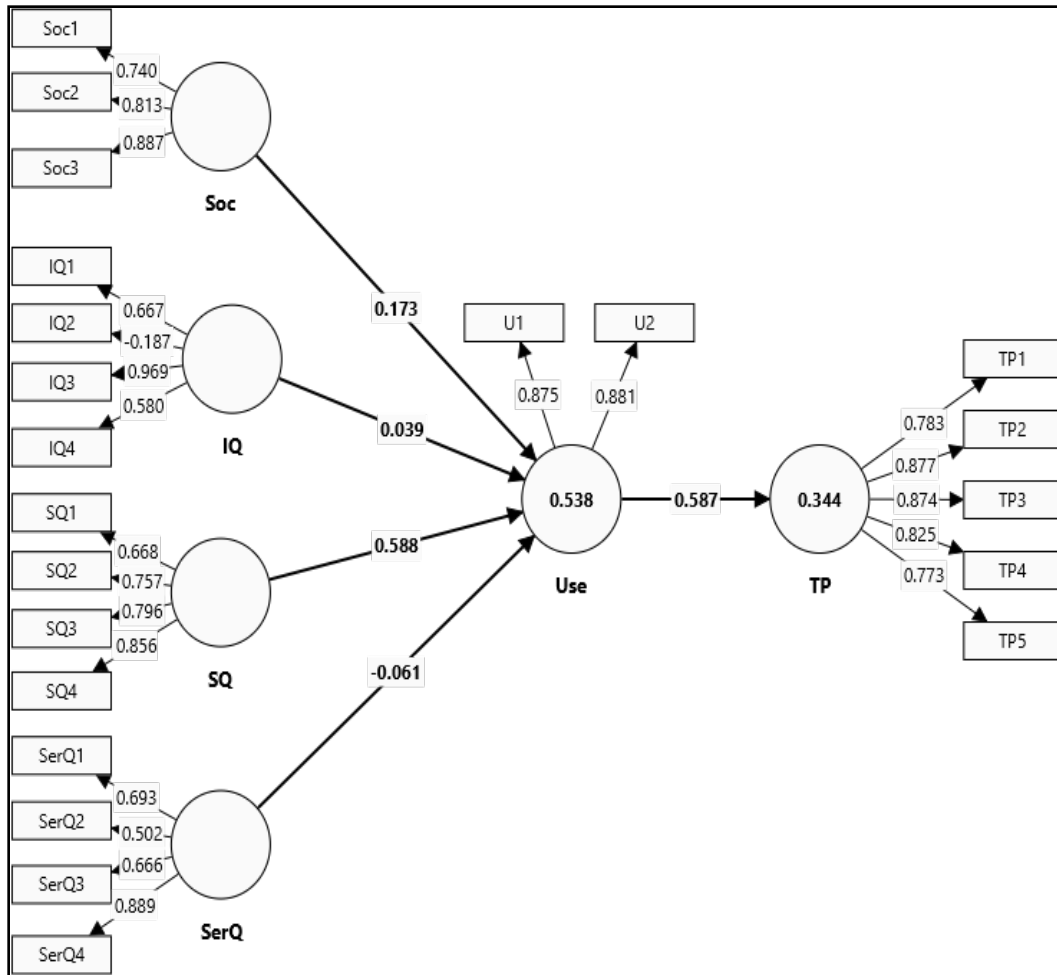 Soc1
0.740
Soc2
0.813
0.887
Soc3
Soc
0.173
IQ1
0.667
IQ2
-0.187
IQ3
0.969
0.580
IQ4
IQ
0.039
U1
U2
0.875
0.881
TP1
0.783
TP2
0.877
TP3
0.874
0.825
TP4
0.773
TP5
0.538
0.587
0.344
Use
TP
SQ1
0.668
SQ2
0.757
0.796
SQ3
0.856
SQ4
SQ
0.588
-0.061
SerQ1
0.693
SerQ2
0.502
0.666
SerQ3
0.889
SerQ4
SerQ